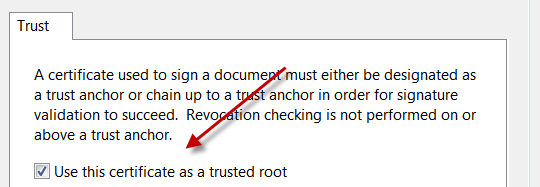 Trust
A certificate used to sign a document must either be designated as
a trust anchor or chain up to a trust anchor in order for signature
validation to succeed.  Revocation checking is not performed on or
above a trust anchor.
Use this certificate as a trusted root